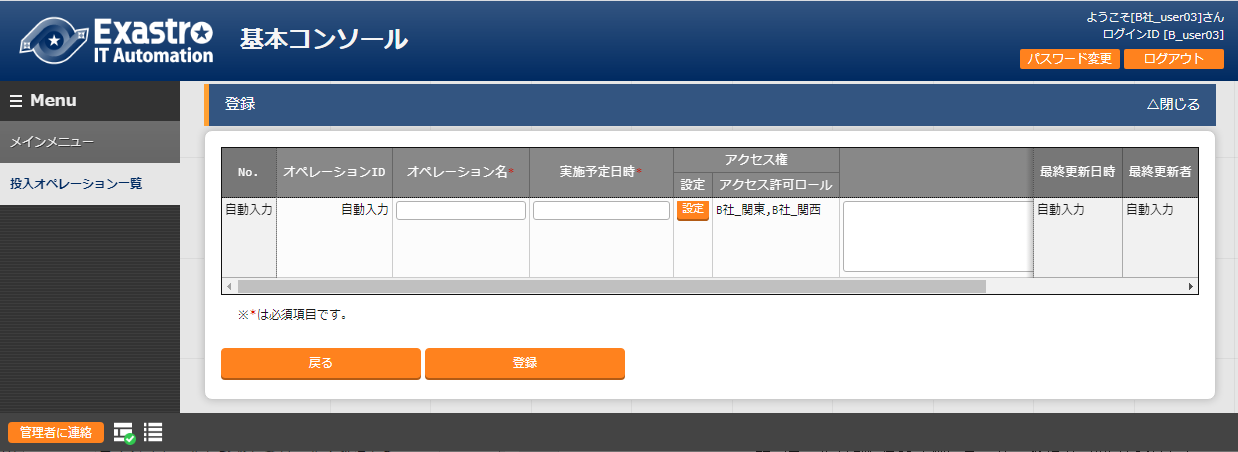 Exastro
IT Automation
基本コンソール
ようこそ[B社_user03]さん
ログインID [B_user03]
パスワード変更
ログアウト
Menu
メインメニュー
投入オペレーション一覧
登録
△閉じる
No.
オペレーションID
オペレーション名*
実施予定日時*
アクセス権
設定
アクセス許可ロール
最終更新日時
最終更新者
自動入力
自動入力
設定
B社_関東,B社_関西
自動入力
自動入力
※*は必須項目です。
戻る
登録
管理者に連絡